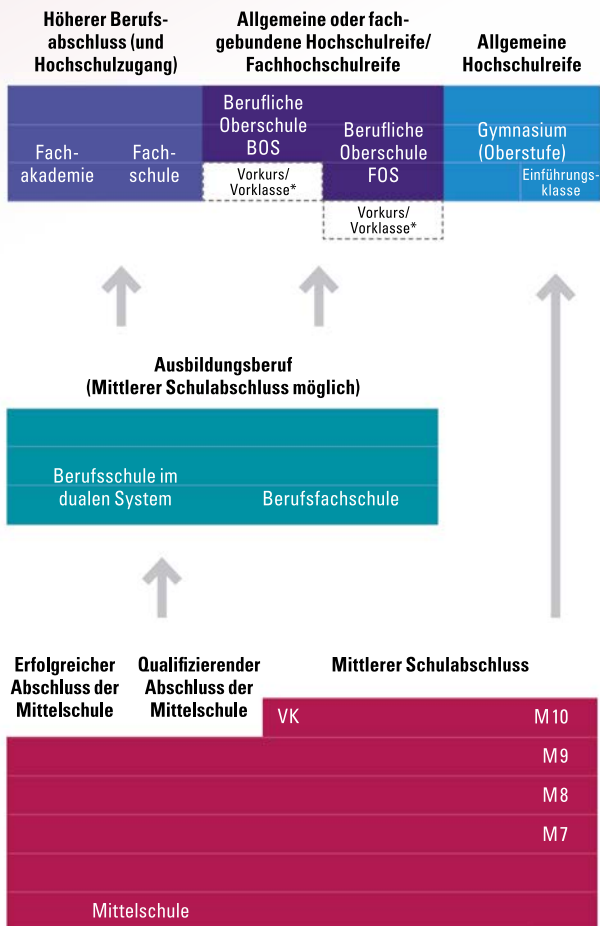 Höherer Berufs-
abschluss (und
Hochschulzugang)
Allgemeine oder fach-
gebundene Hochschulreife/
Fachhochschulreife
Allgemeine
Hochschulreife
Fach-
akademie
Fach-
schule
Berufliche
Oberschule
BOS
Vorkurs/
Vorklasse*
Berufliche
Oberschule
FOS
Vorkurs/
Vorklasse*
Gymnasium
(Oberstufe)
Einführungs-
klasse
Ausbildungsberuf
(Mittlerer Schulabschluss möglich)
Berufsschule im
dualen System
Berufsfachschule
Erfolgreicher
Abschluss der
Mittelschule
Qualifizierender
Abschluss der
Mittelschule
Mittlerer Schulabschluss
VK
M10
M9
M8
M7
Mittelschule